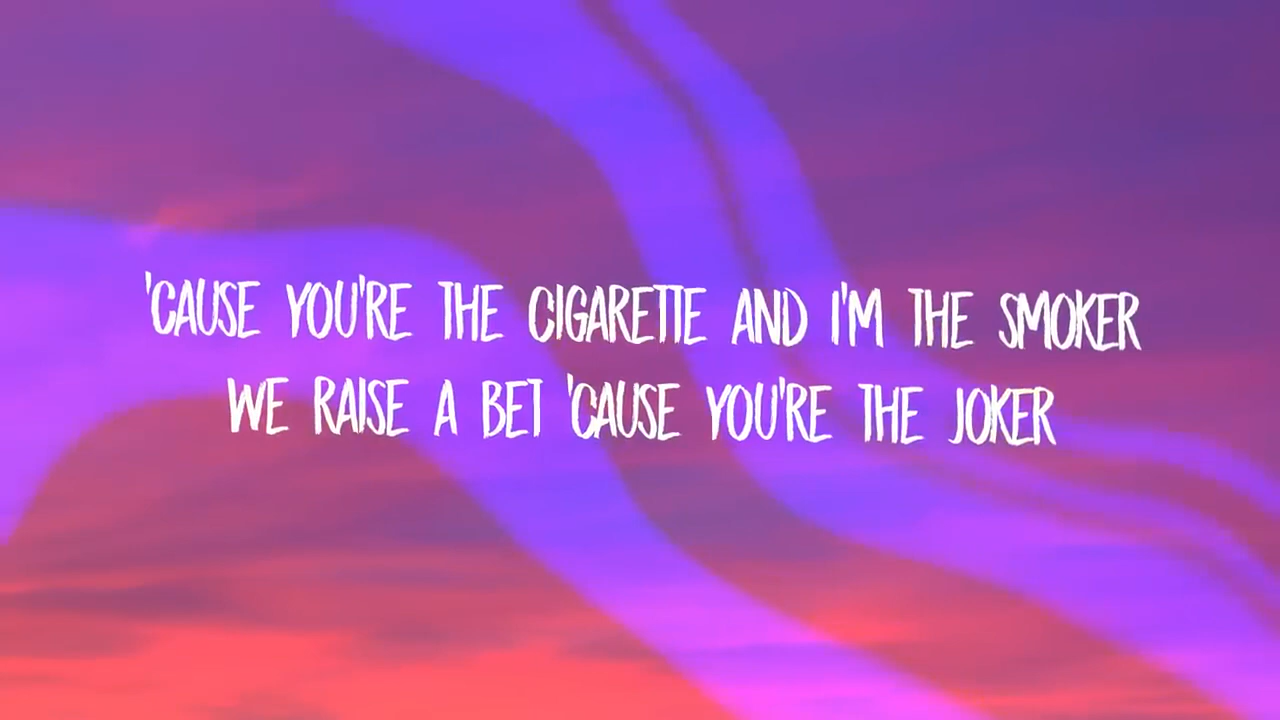 'CAUSE YOU'RE THE CIGARETTE AND I'M THE SMOKER
WE RAISE A BET 'CAUSE YOU'RE THE JOKER